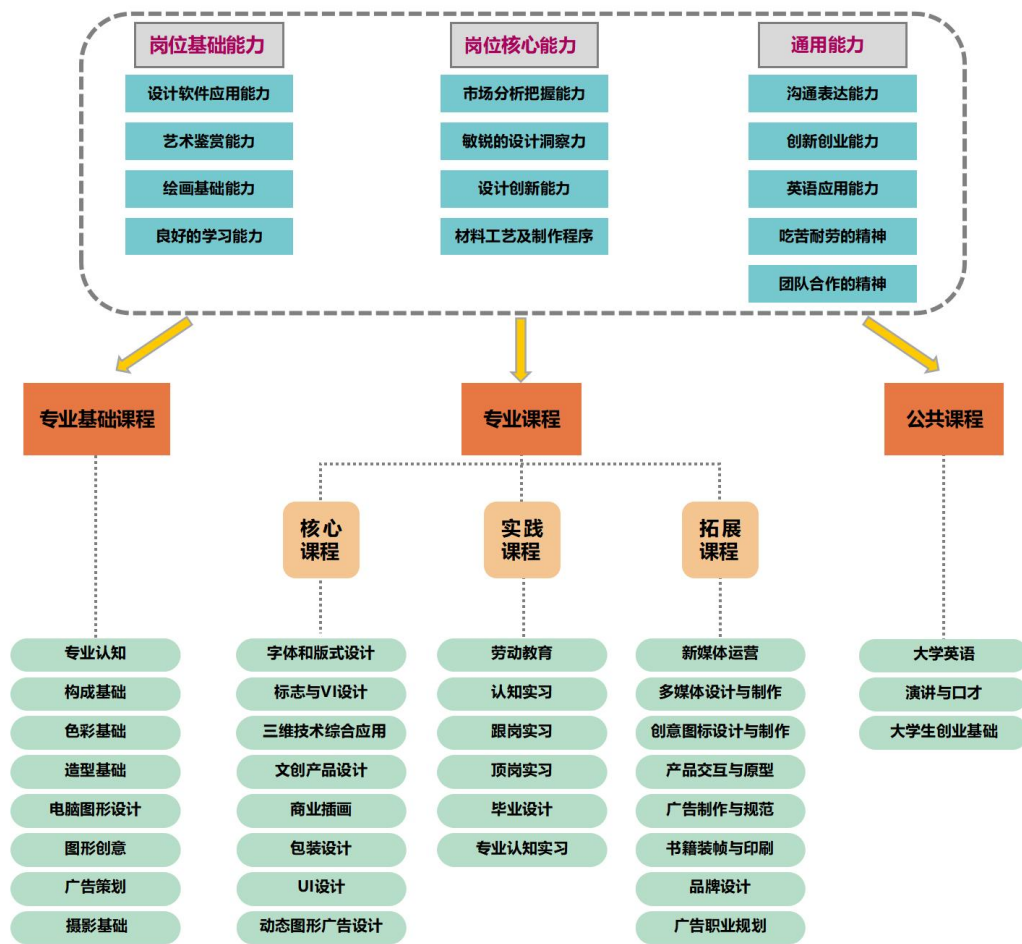 岗位基础能力
设计软件应用能力
艺术鉴赏能力
绘画基础能力
良好的学习能力
岗位核心能力
市场分析把握能力
敏锐的设计洞察力
设计创新能力
材料工艺及制作程序
通用能力
沟通表达能力
创新创业能力
英语应用能力
吃苦耐劳的精神
团队合作的精神
专业基础课程
专业认知
构成基础
色彩基础
造型基础
电脑图形设计
图形创意
广告策划
摄影基础
专业课程
核心
课程
字体和版式设计
标志与VI设计
三维技术综合应用
文创产品设计
商业插画
包装设计
UI设计
动态图形广告设计
实践
课程
劳动教育
认知实习
跟岗实习
顶岗实习
毕业设计
专业认知实习
拓展
课程
新媒体运营
多媒体设计与制作
创意图标设计与制作
产品交互与原型
广告制作与规范
书籍装帧与印刷
品牌设计
广告职业规划
公共课程
大学英语
演讲与口才
大学生创业基础